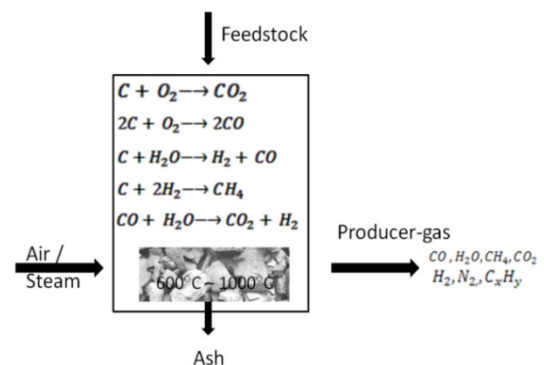 Feedstock
C + O₂⟶ CO₂
2C + O₂⟶ 2CO
C + H₂O⟶ H₂ + CO
C + 2H₂⟶ CH₄
CO + H₂O⟶ CO₂ + H₂
Air /
Steam
600°C – 1000°C
Producer-gas
CO ,H₂O,CH₄,CO₂
H₂,N₂,,CₓHᵧ
Ash